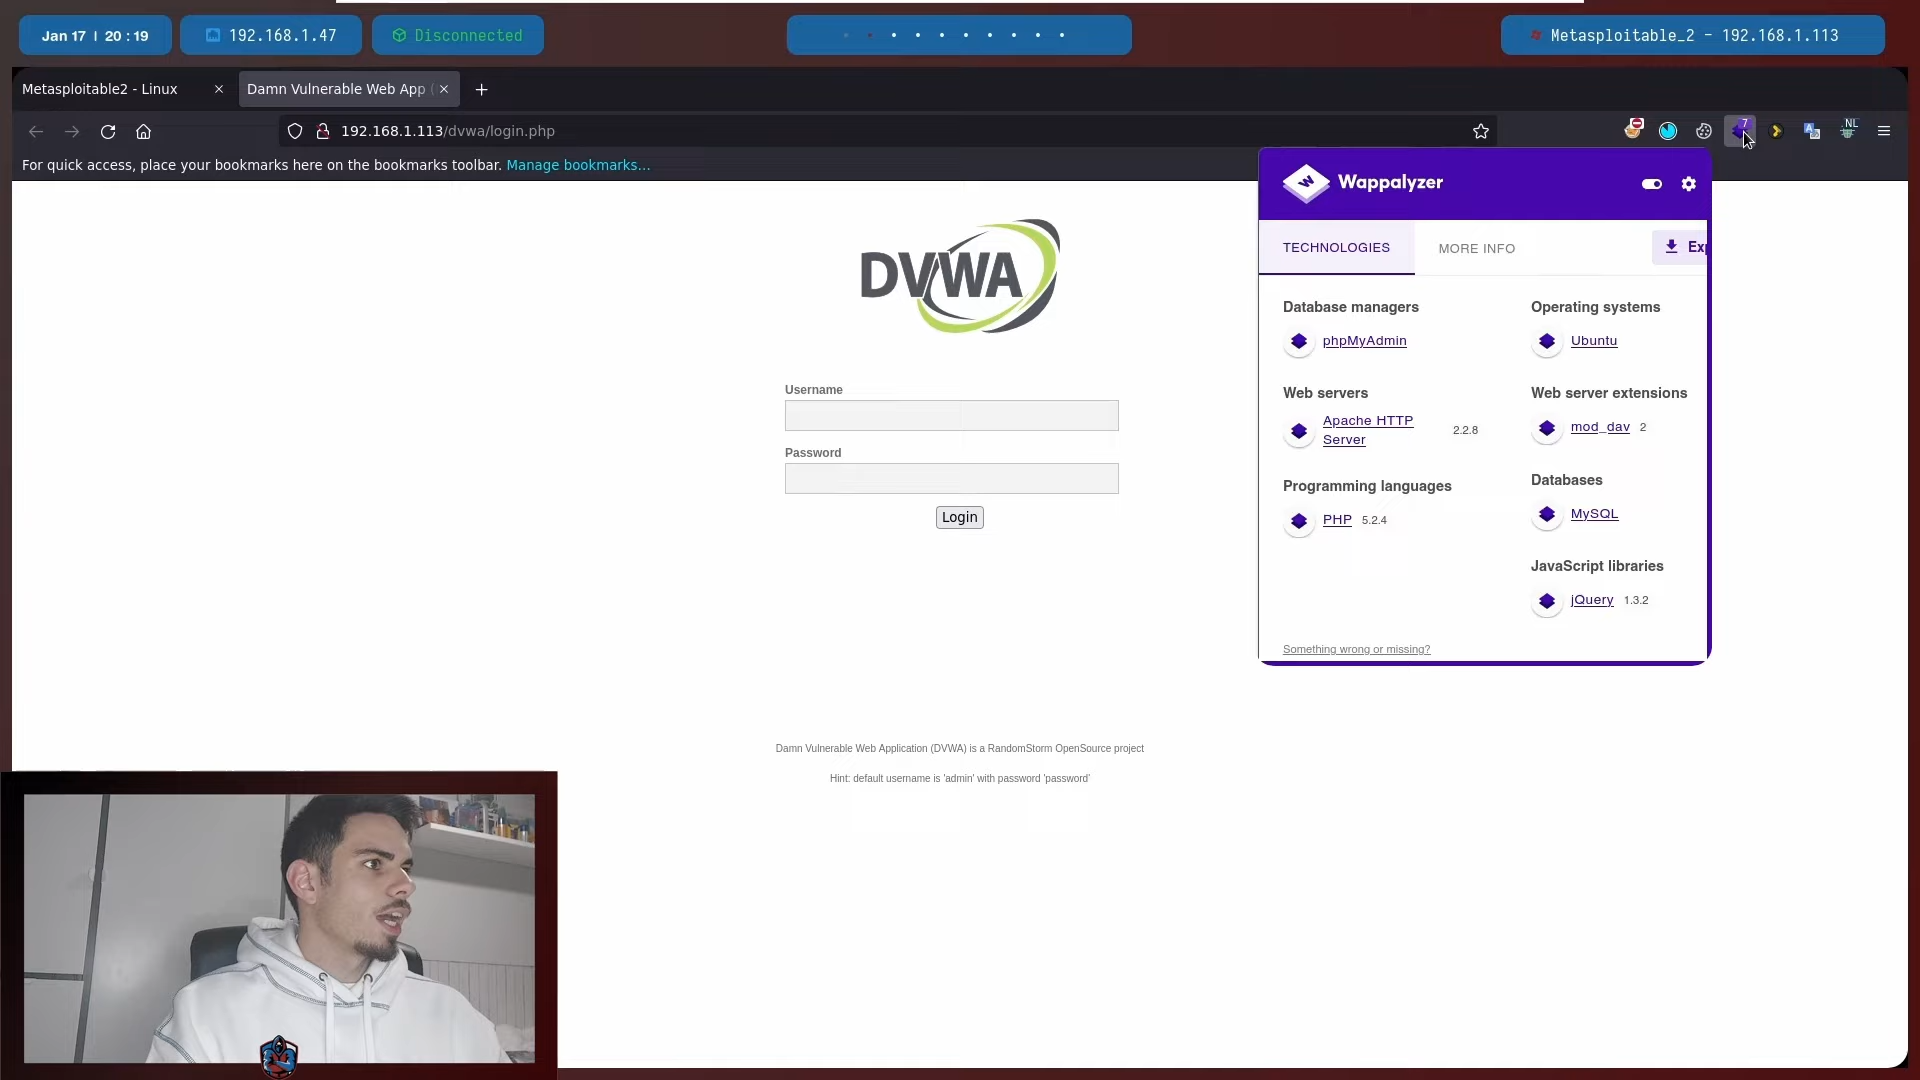 Jan 17 | 20 : 19
192.168.1.47
Disconnected
Metasploitable_2 - 192.168.1.113
Metasploitable2 - Linux
Damn Vulnerable Web App (
192.168.1.113/dvwa/login.php
7
NL
For quick access, place your bookmarks here on the bookmarks toolbar. Manage bookmarks...
Wappalyzer
TECHNOLOGIES
MORE INFO
Exp
Database managers
phpMyAdmin
Web servers
Apache HTTP
Server
2.2.8
Programming languages
PHP 5.2.4
Operating systems
Ubuntu
Web server extensions
mod_dav 2
Databases
MySQL
JavaScript libraries
jQuery 1.3.2
Something wrong or missing?
DVWA
Username
Password
Login
Damn Vulnerable Web Application (DVWA) is a RandomStorm OpenSource project
Hint: default username is 'admin' with password 'password'